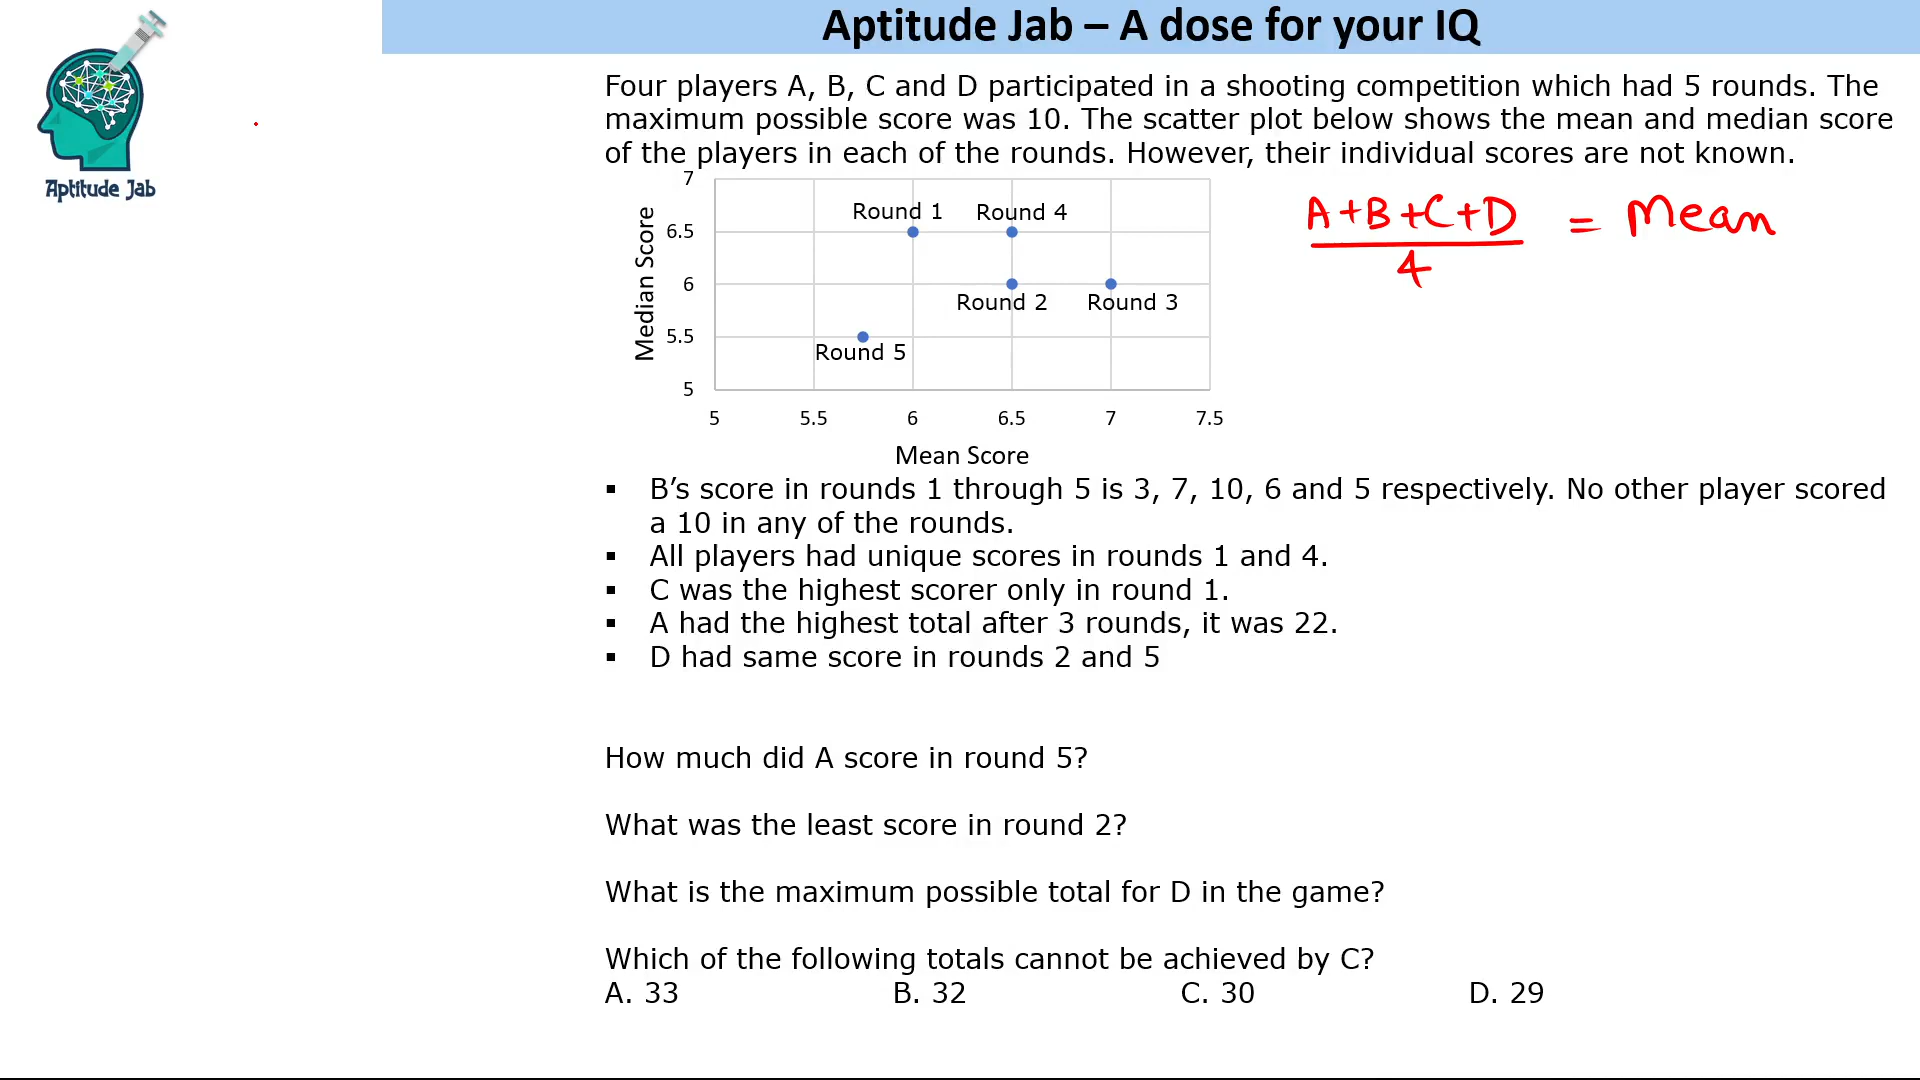 Aptitude Jab – A dose for your IQ
Aptitude Jab
Four players A, B, C and D participated in a shooting competition which had 5 rounds. The
maximum possible score was 10. The scatter plot below shows the mean and median score
of the players in each of the rounds. However, their individual scores are not known.
Median Score
7
6.5
6
5.5
5
Round 1
Round 4
Round 2
Round 3
Round 5
5 5.5 6 6.5 7 7.5
Mean Score
A+B+C+D
4
= Mean
▪ B’s score in rounds 1 through 5 is 3, 7, 10, 6 and 5 respectively. No other player scored
a 10 in any of the rounds.
▪ All players had unique scores in rounds 1 and 4.
▪ C was the highest scorer only in round 1.
▪ A had the highest total after 3 rounds, it was 22.
▪ D had same score in rounds 2 and 5
How much did A score in round 5?
What was the least score in round 2?
What is the maximum possible total for D in the game?
Which of the following totals cannot be achieved by C?
A. 33 B. 32 C. 30 D. 29